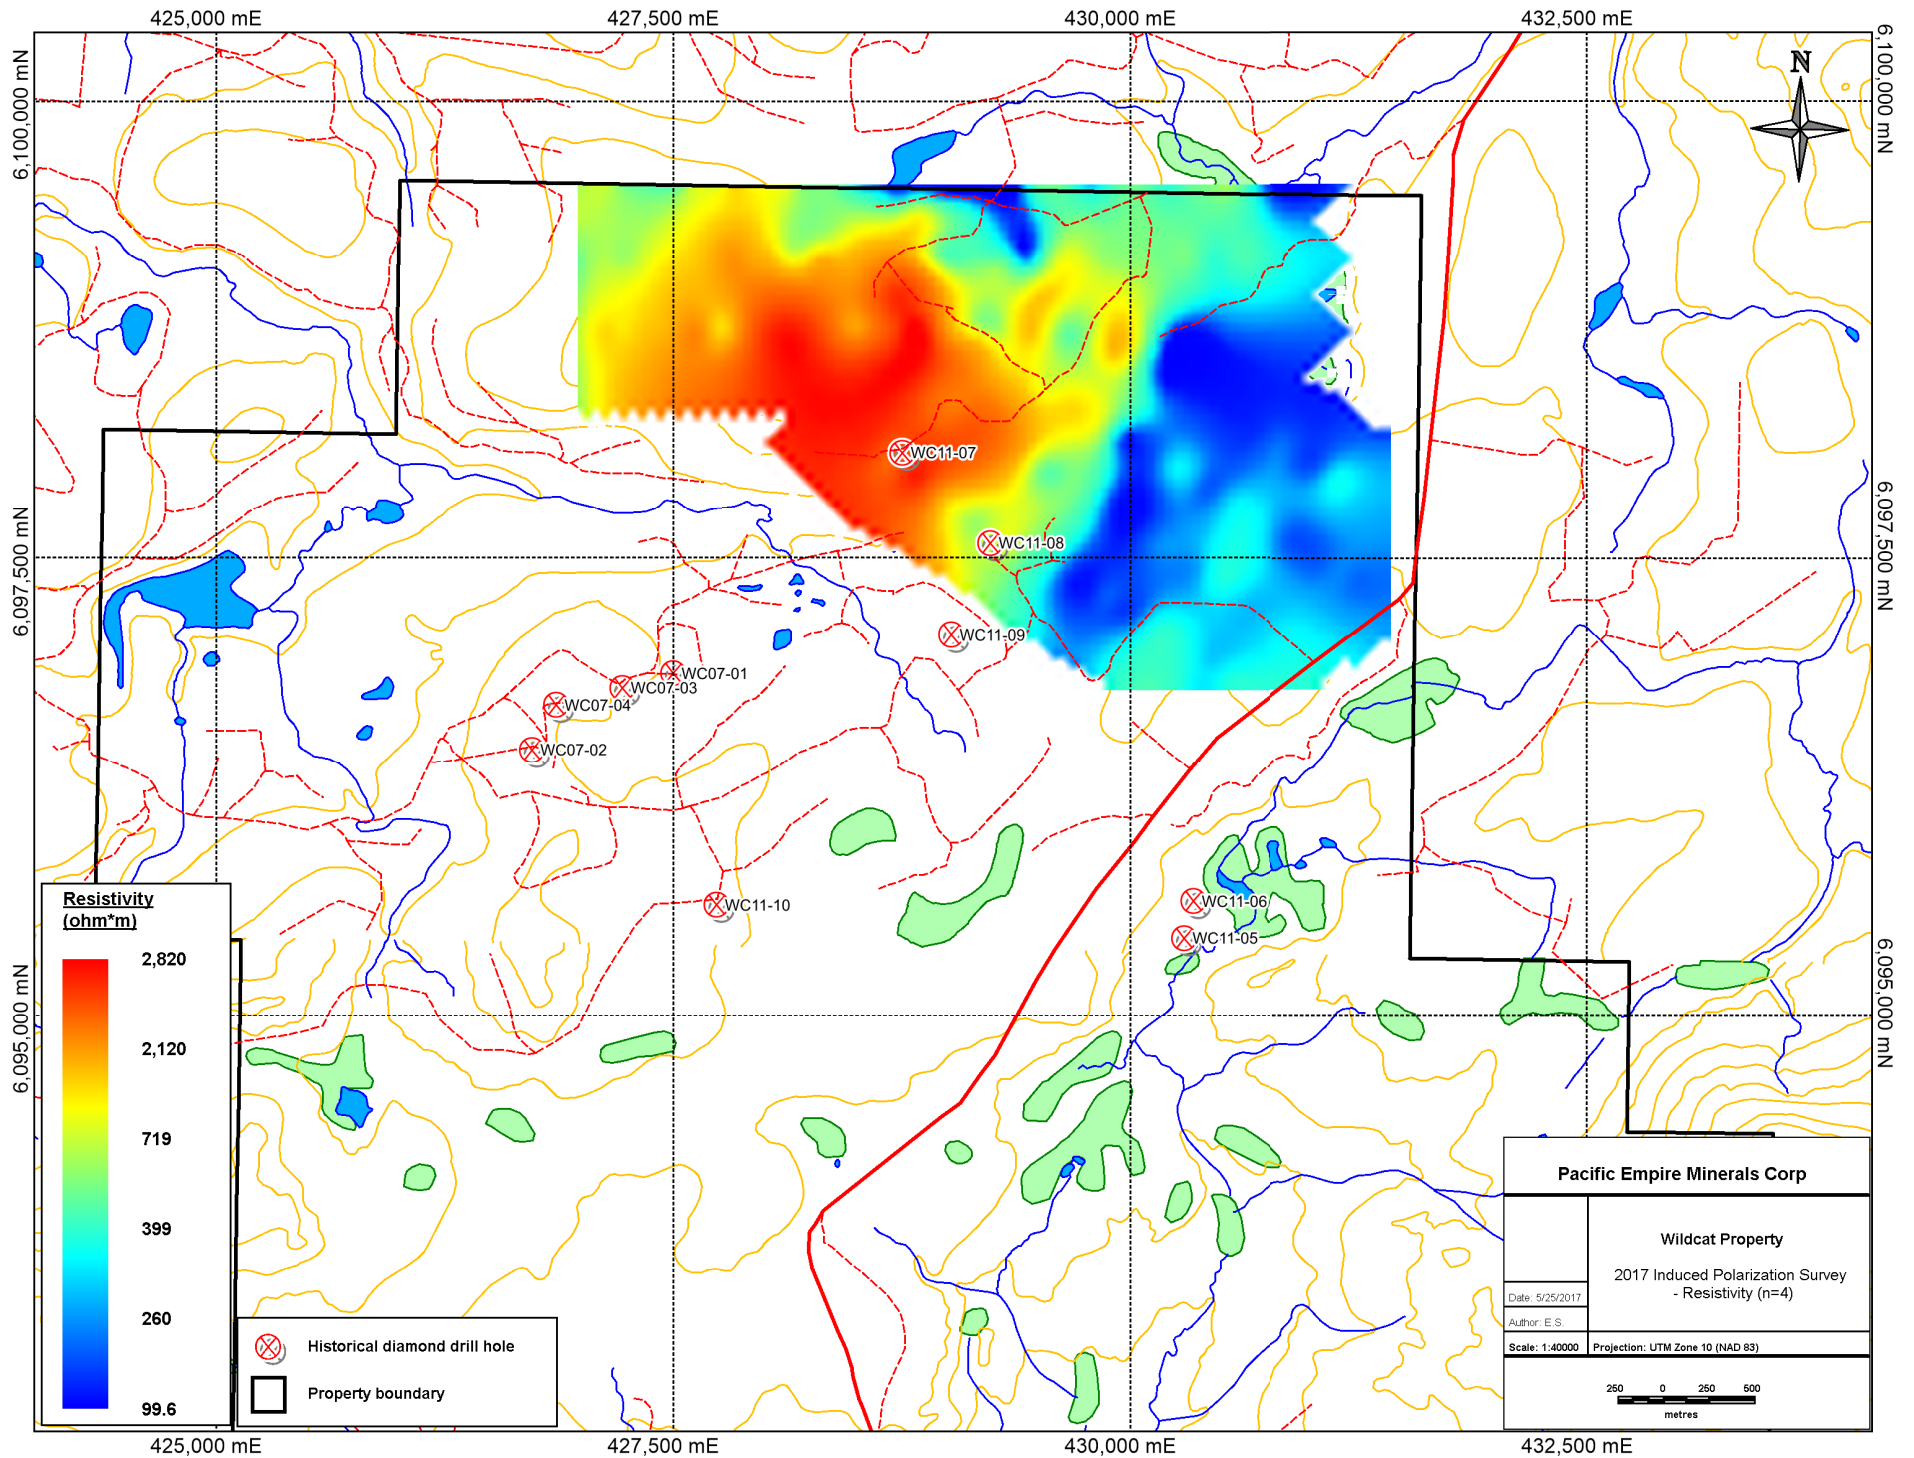 425,000 mE
427,500 mE
430,000 mE
432,500 mE
6,100,000 mN
6,100,000 mN
N
WC11-07
6,097,500 mN
6,097,500 mN
WC11-08
WC11-09
WC07-01
WC07-03
WC07-04
WC07-02
WC11-10
WC11-06
WC11-05
6,095,000 mN
6,095,000 mN
Resistivity
(ohm*m)
2,820
2,120
719
399
260
99.6
Historical diamond drill hole
Property boundary
Pacific Empire Minerals Corp
Wildcat Property
2017 Induced Polarization Survey
- Resistivity (n=4)
Date: 5/25/2017
Author: E.S.
Scale: 1:40000
Projection: UTM Zone 10 (NAD 83)
250 0 250 500
metres
425,000 mE
427,500 mE
430,000 mE
432,500 mE